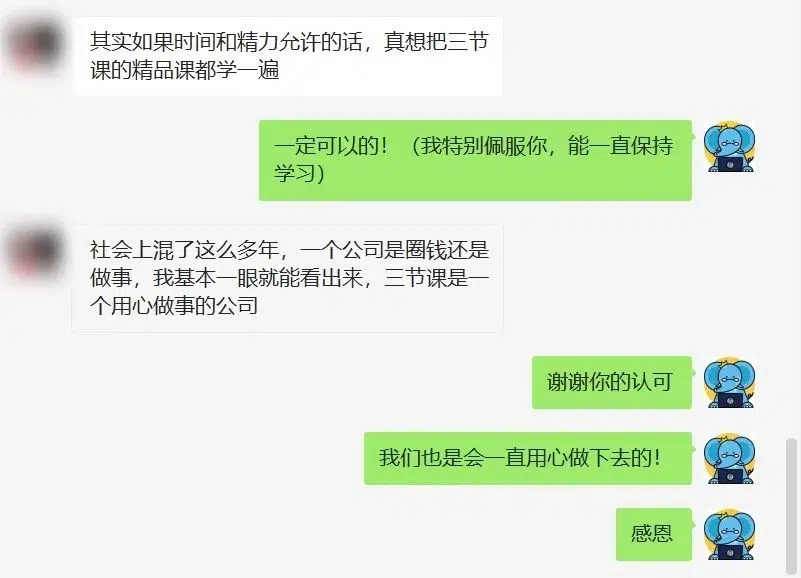 其实如果时间和精力允许的话，真想把三节
课的精品课都学一遍
一定可以的！（我特别佩服你，能一直保持
学习）
社会上混了这么多年，一个公司是圈钱还是
做事，我基本一眼就能看出来，三节课是一
个用心做事的公司
谢谢你的认可
我们也是会一直用心做下去的！
感恩